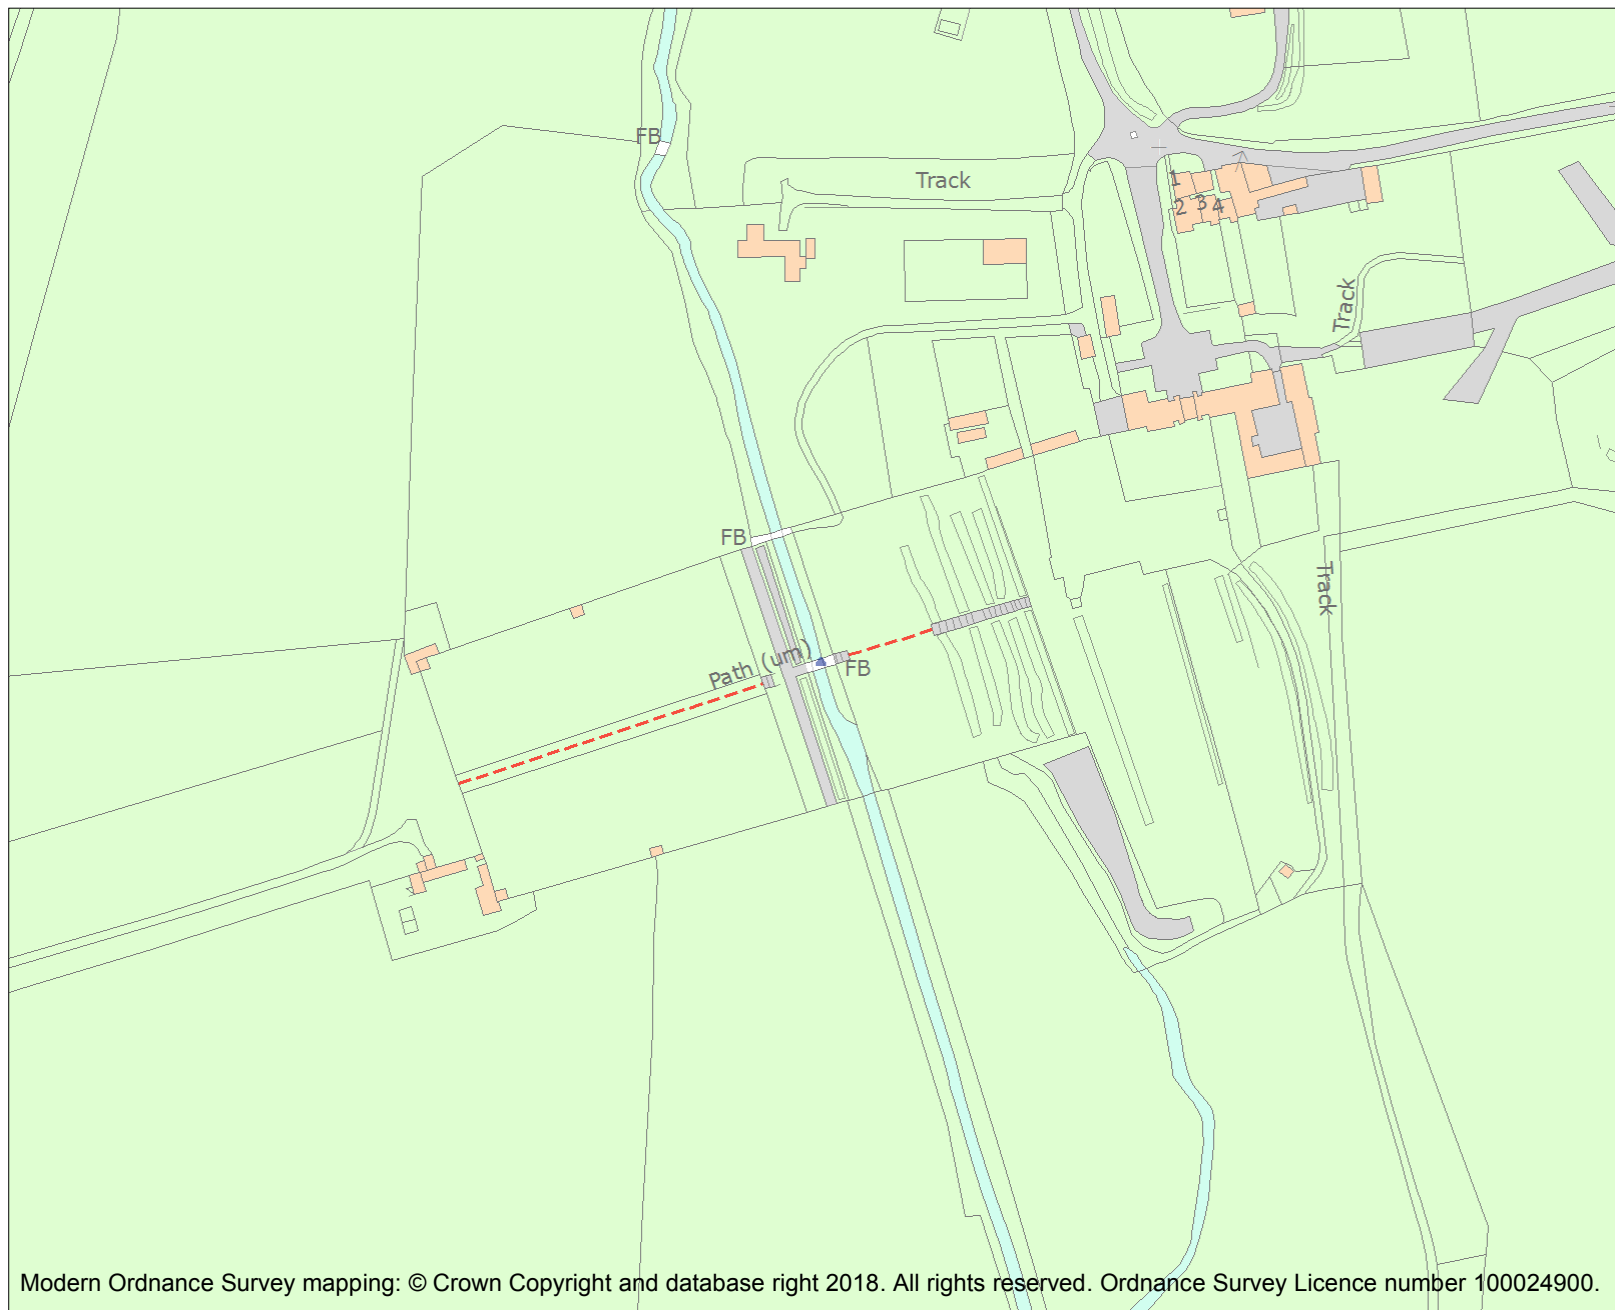 FB
Track
1
2 3 4
Track
FB
Track
Path (um)
FB
Modern Ordnance Survey mapping: © Crown Copyright and database right 2018. All rights reserved. Ordnance Survey Licence number 100024900.